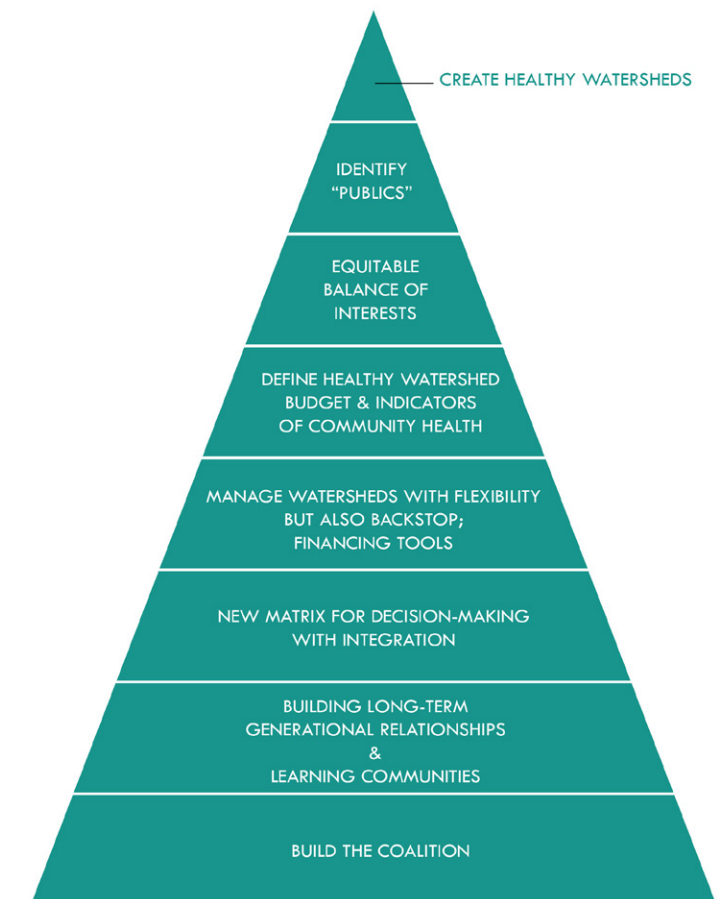 CREATE HEALTHY WATERSHEDS
IDENTIFY
“PUBLICS”
EQUITABLE
BALANCE OF
INTERESTS
DEFINE HEALTHY WATERSHED
BUDGET & INDICATORS
OF COMMUNITY HEALTH
MANAGE WATERSHEDS WITH FLEXIBILITY
BUT ALSO BACKSTOP;
FINANCING TOOLS
NEW MATRIX FOR DECISION-MAKING
WITH INTEGRATION
BUILDING LONG-TERM
GENERATIONAL RELATIONSHIPS
&
LEARNING COMMUNITIES
BUILD THE COALITION